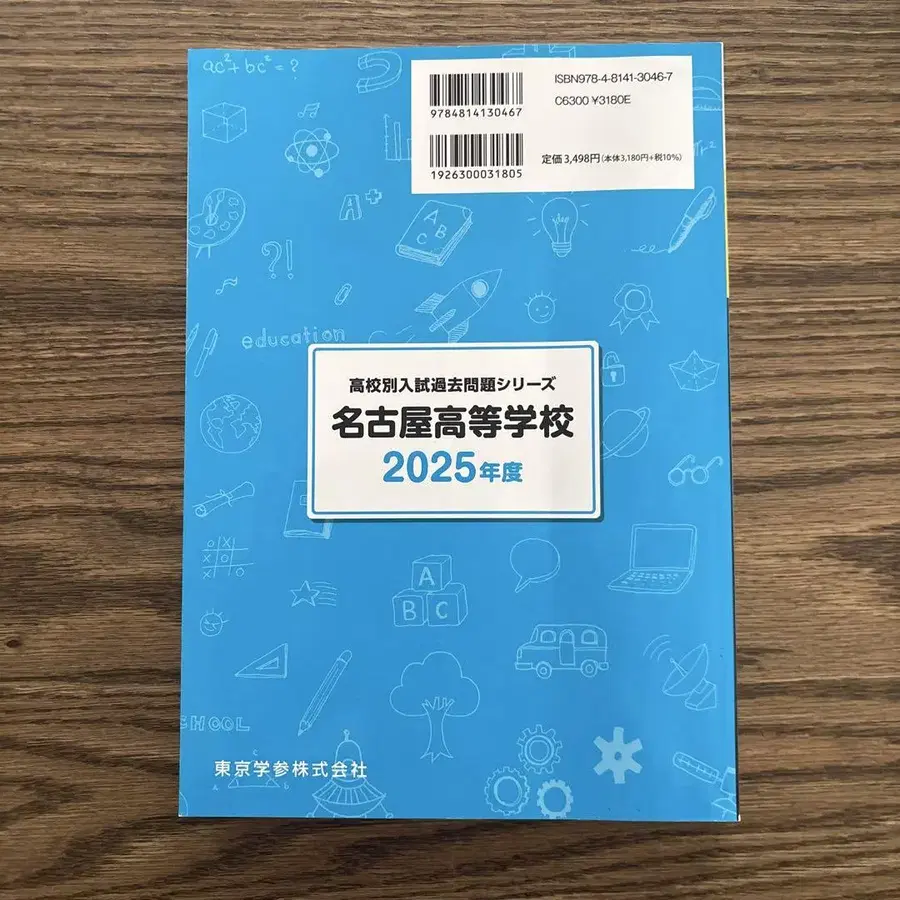 ac²+bc²=?
ISBN978-4-8141-3046-7
C6300 ¥3180E
9784814130467
定価3,498円(本体3,180円+税10%)
1926300031805
A+
A
B
C
?!
education
高校別入試過去問題シリーズ
名古屋高等学校
2025年度
A
B C
CHOOL
東京学参株式会社